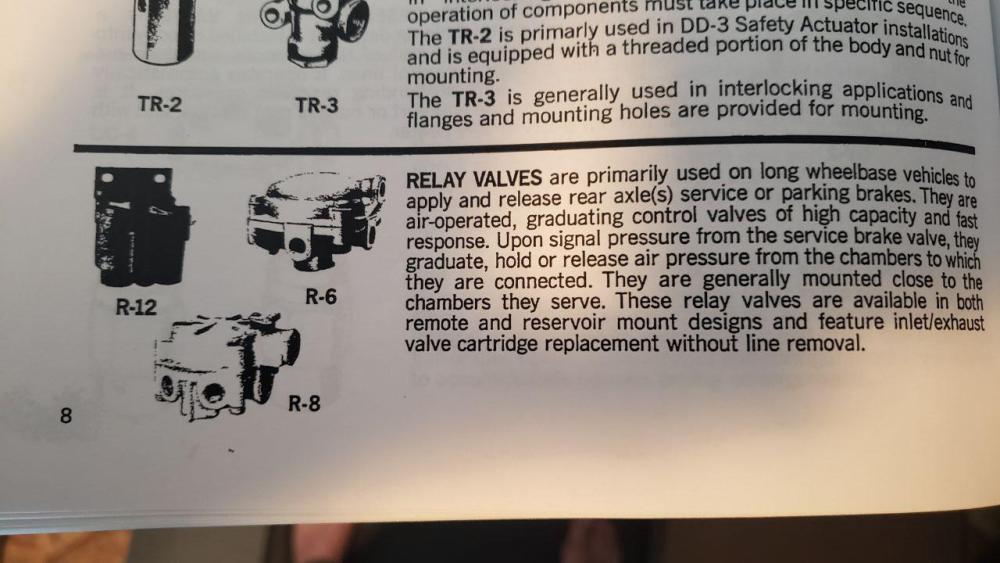 operation of components must take place in specific sequence.
The TR-2 is primarly used in DD-3 Safety Actuator installations
and is equipped with a threaded portion of the body and nut for
mounting.
The TR-3 is generally used in interlocking applications and
flanges and mounting holes are provided for mounting.
TR-2
TR-3
RELAY VALVES are primarily used on long wheelbase vehicles to
apply and release rear axle(s) service or parking brakes. They are
air-operated, graduating control valves of high capacity and fast
response. Upon signal pressure from the service brake valve, they
graduate, hold or release air pressure from the chambers to which
they are connected. They are generally mounted close to the
chambers they serve. These relay valves are available in both
remote and reservoir mount designs and feature inlet/exhaust
valve cartridge replacement without line removal.
R-12
R-6
R-8
8